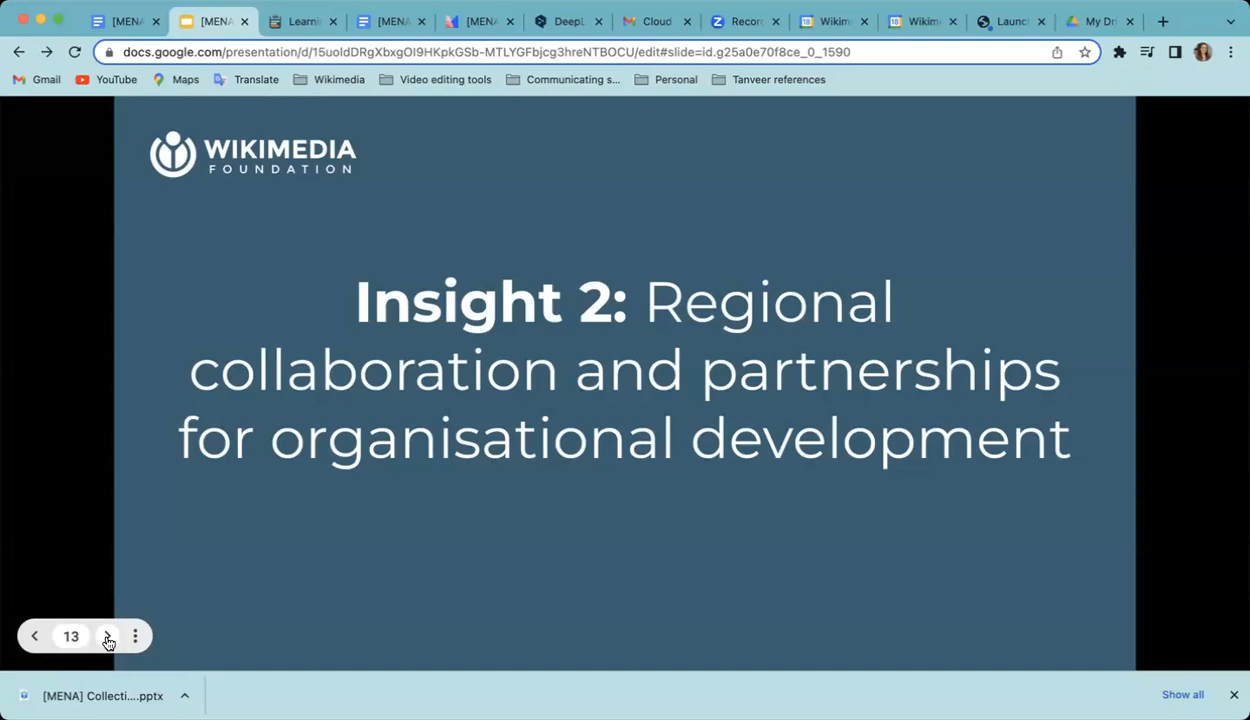 [MENA
[MENA
Learni
[MENA
[MENA
DeepL
Cloud
Recor
Wikim
Wikim
Launc
My Dri
docs.google.com/presentation/d/15uoIdDRgXbxgOI9HKpkGSb-MTLYGFbjcg3hreNTBOCU/edit#slide=id.g25a0e70f8ce_0_1590
Gmail
YouTube
Maps
Translate
Wikimedia
Video editing tools
Communicating s...
Personal
Tanveer references
WIKIMEDIA
FOUNDATION
Insight 2: Regional
collaboration and partnerships
for organisational development
13
[MENA] Collecti....pptx
Show all